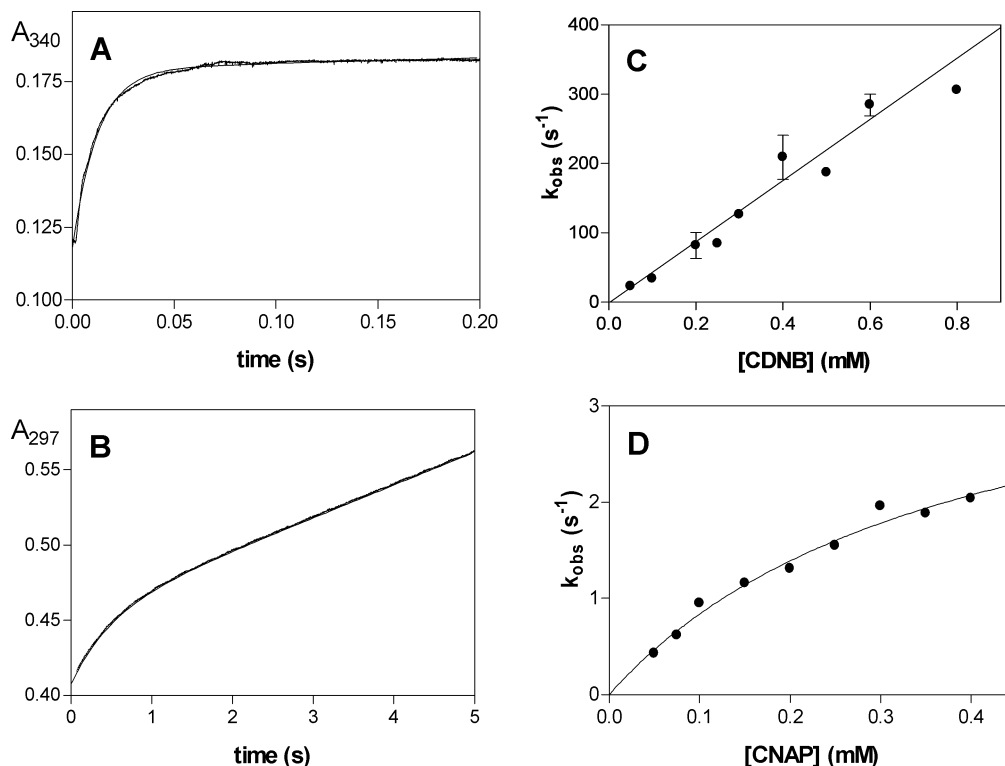 A340
A
0.175
0.150
0.125
0.100
0.00 0.05 0.10 0.15 0.20
time (s)
C
kobs (s-1)
400
300
200
100
0
0.0 0.2 0.4 0.6 0.8
[CDNB] (mM)
A297
B
0.55
0.50
0.45
0.40
0 1 2 3 4 5
time (s)
D
kobs (s-1)
3
2
1
0
0.0 0.1 0.2 0.3 0.4
[CNAP] (mM)